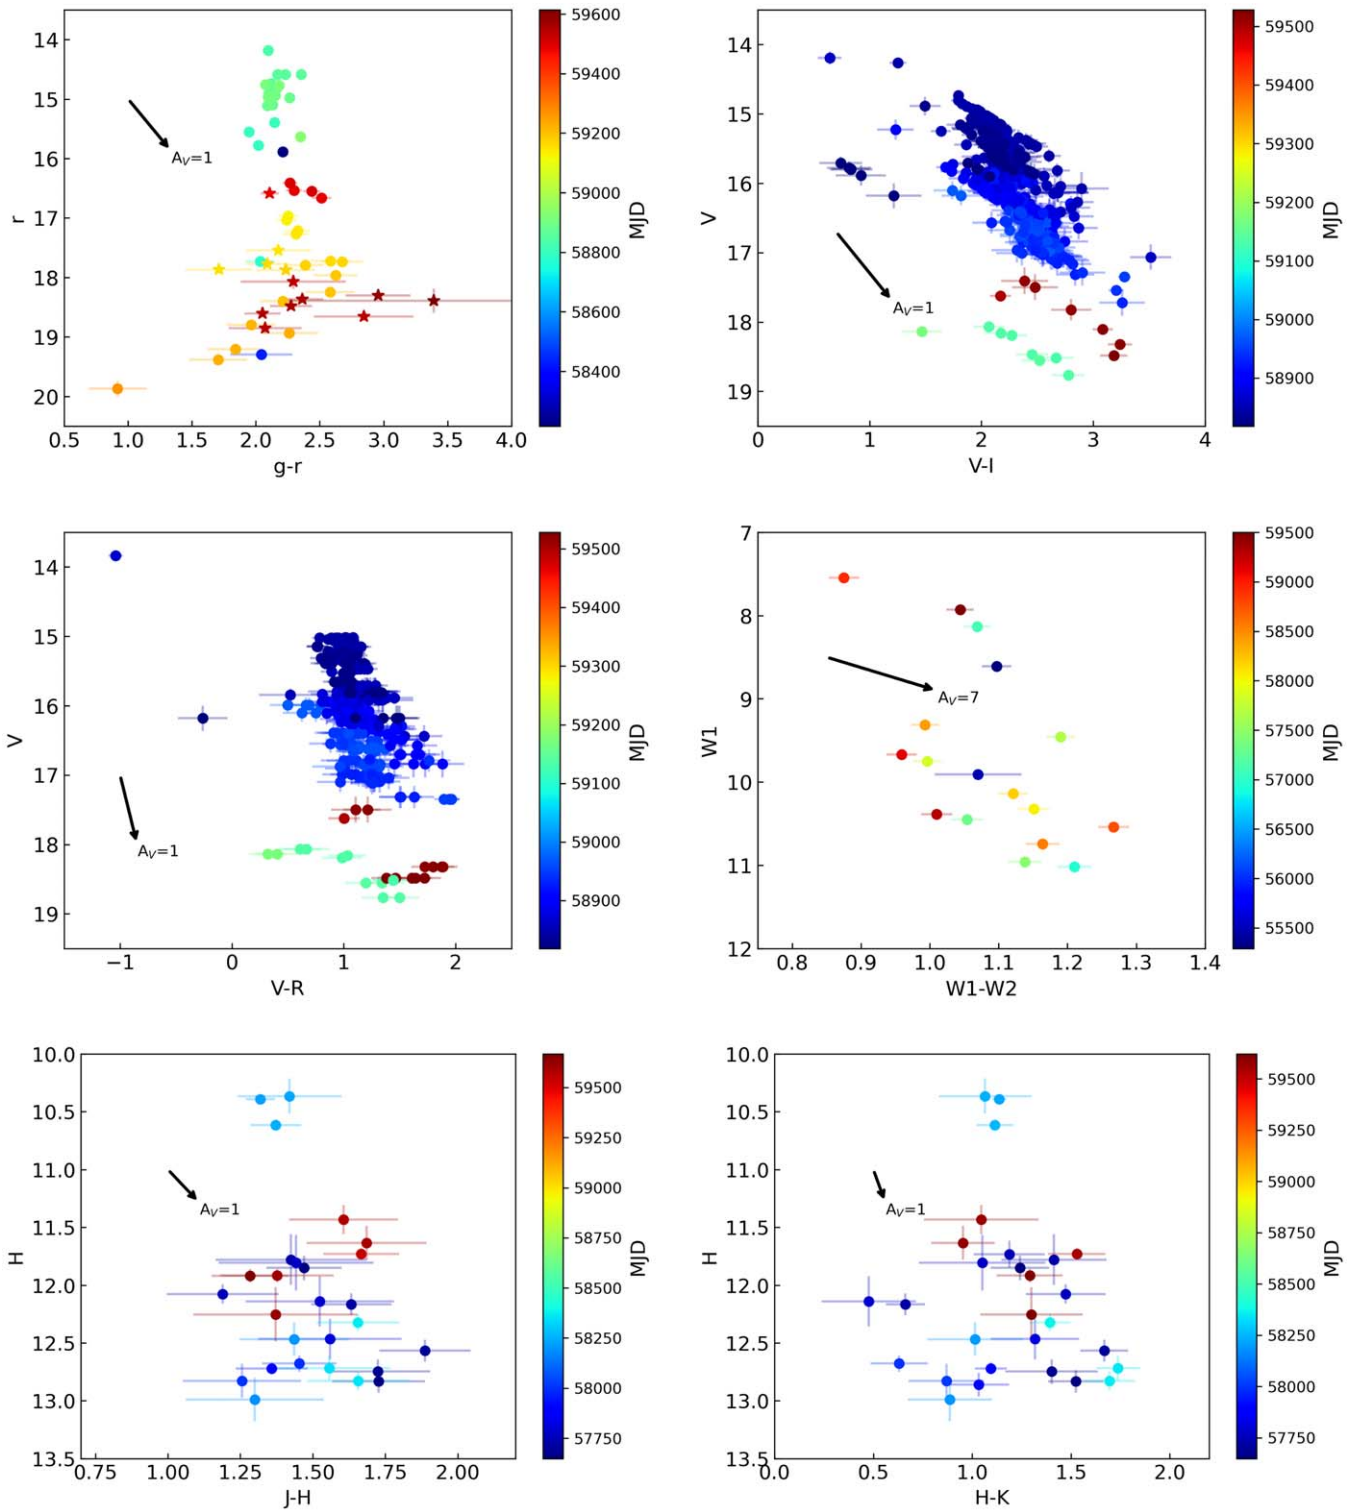 14
15
16
17
18
19
20
r
0.5 1.0 1.5 2.0 2.5 3.0 3.5 4.0
g-r
A_V=1
59600
59400
59200
59000
58800
58600
58400
MJD
14
15
16
17
18
19
V
0 1 2 3 4
V-I
A_V=1
59500
59400
59300
59200
59100
59000
58900
MJD
14
15
16
17
18
19
V
−1 0 1 2
V-R
A_V=1
59500
59400
59300
59200
59100
59000
58900
MJD
7
8
9
10
11
12
W1
0.8 0.9 1.0 1.1 1.2 1.3 1.4
W1-W2
A_V=7
59500
59000
58500
58000
57500
57000
56500
56000
55500
MJD
10.0
10.5
11.0
11.5
12.0
12.5
13.0
13.5
H
0.75 1.00 1.25 1.50 1.75 2.00
J-H
A_V=1
59500
59250
59000
58750
58500
58250
58000
57750
MJD
10.0
10.5
11.0
11.5
12.0
12.5
13.0
13.5
H
0.0 0.5 1.0 1.5 2.0
H-K
A_V=1
59500
59250
59000
58750
58500
58250
58000
57750
MJD